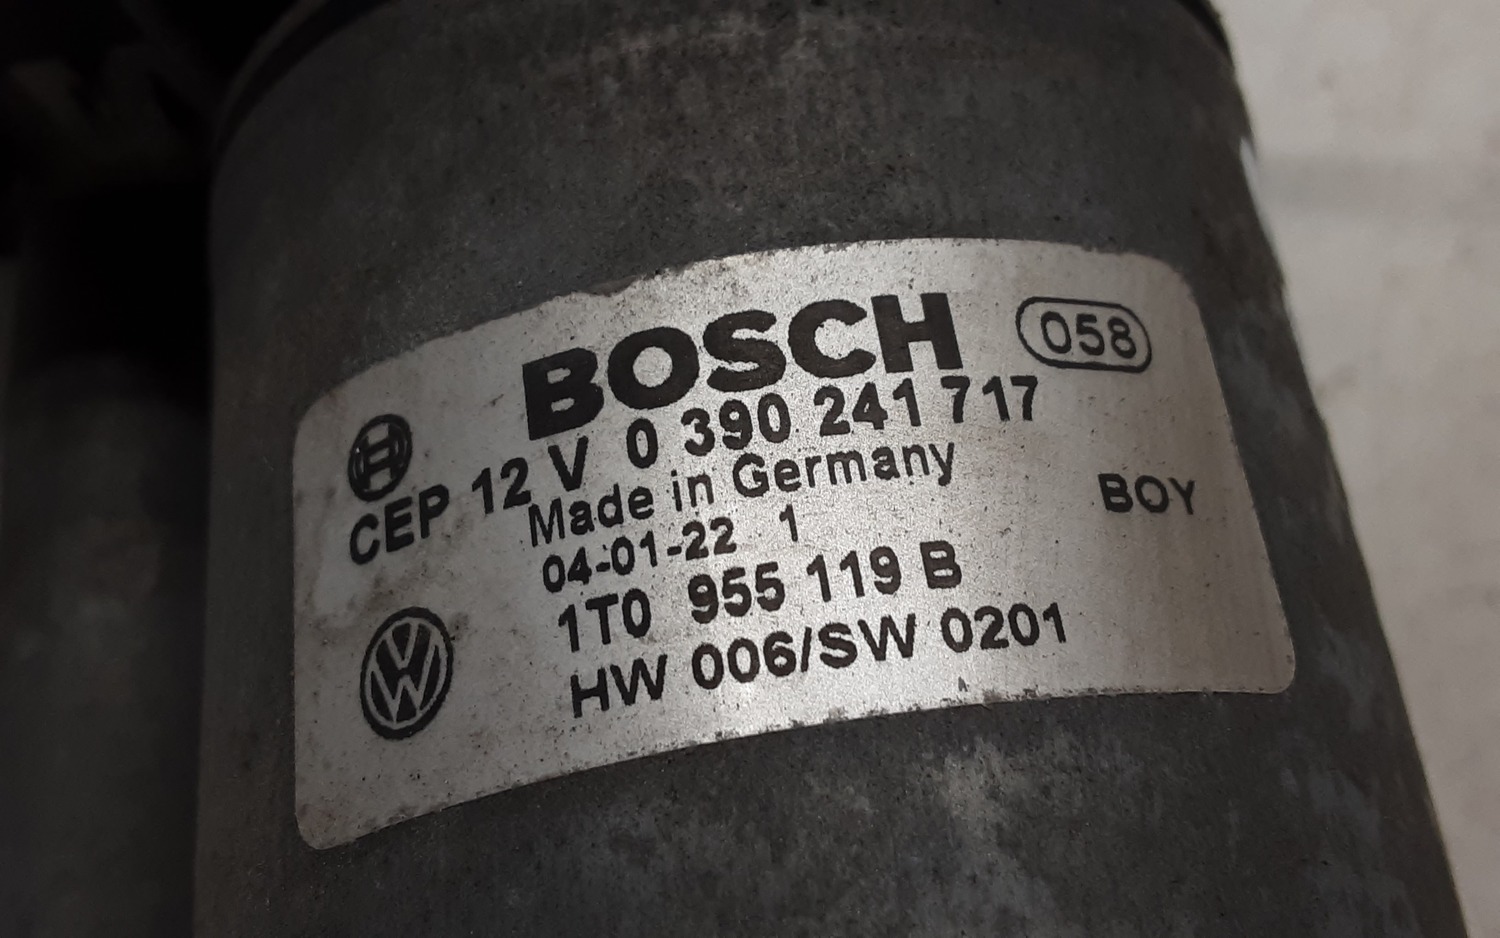 BOSCH 058
CEP 12 V 0 390 241 717
Made in Germany
BOY
04-01-22 1
1T0 955 119 B
HW 006/SW 0201